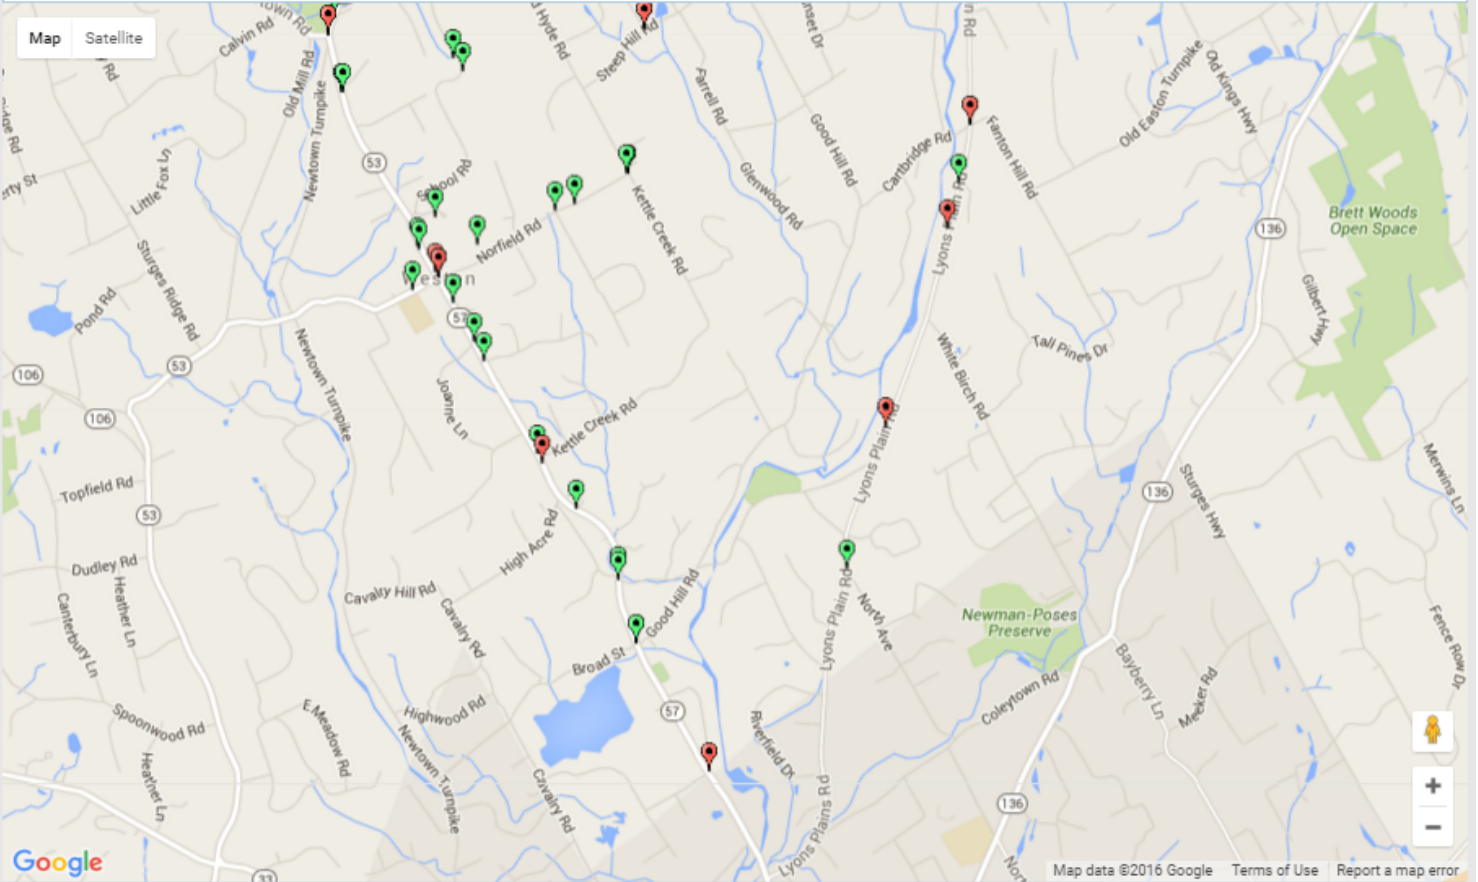 Map
Satellite
Calvin Rd
Old Mill Rd
Newtown Turnpike
Hyde Rd
Steep Hill Rd
Farrell Rd
Good Hill Rd
Glenwood Rd
Cartbridge Rd
Fanton Hill Rd
Old Easton Turnpike
Old Kings Hwy
53
School Rd
Little Fox Ln
Norfield Rd
Kettle Creek Rd
Lyons Plain Rd
136
Brett Woods
Open Space
Sturges Ridge Rd
Pond Rd
57
Gilbert Hwy
Tall Pines Dr
White Birch Rd
53
106
106
Newtown Turnpike
Joanne Ln
Kettle Creek Rd
Lyons Plain Rd
Merwins Ln
Topfield Rd
53
136
Sturges Hwy
High Acre Rd
Dudley Rd
Heather Ln
Canterbury Ln
Cavalry Hill Rd
Cavalry Rd
Good Hill Rd
Broad St
Lyons Plain Rd
North Ave
Newman-Poses
Preserve
Fence Row Dr
Bayberry Ln
Meeker Rd
Coleytown Rd
Highwood Rd
57
Spoonwood Rd
E Meadow Rd
Heather Ln
Newtown Turnpike
Cavalry Rd
Riverfield Dr
Lyons Plains Rd
136
+
−
33
Google
Map data ©2016 Google
Terms of Use
Report a map error